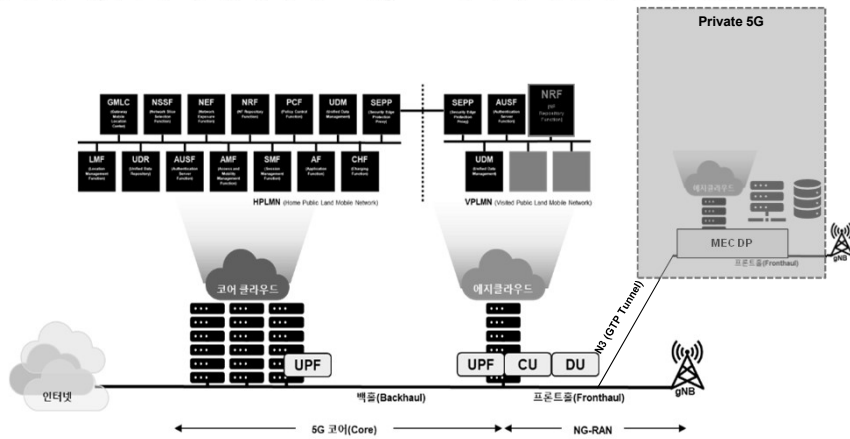 Private 5G
GMLC
(Gateway
Mobile
Location
Center)
NSSF
(Network Slice
Selection
Function)
NEF
(Network
Exposure
Function)
NRF
(NF Repository
Function)
PCF
(Policy Control
Function)
UDM
(Unified Data
Management)
SEPP
(Security Edge
Protection
Proxy)
SEPP
(Security Edge
Protection
Proxy)
AUSF
(Authentication
Server
Function)
NRF
(NF
Repository
Function)
LMF
(Location
Management
Function)
UDR
(Unified Data
Repository)
AUSF
(Authentication
Server
Function)
AMF
(Access and
Mobility
Management
Function)
SMF
(Session
Management
Function)
AF
(Application
Function)
CHF
(Charging
Function)
UDM
(Unified Data
Management)
HPLMN (Home Public Land Mobile Network)
VPLMN (Visited Public Land Mobile Network)
에지클라우드
MEC DP
프론트홀(Fronthaul)
gNB
코어 클라우드
에지클라우드
N3 (GTP Tunnel)
UPF
UPF
CU
DU
인터넷
백홀(Backhaul)
프론트홀(Fronthaul)
gNB
5G 코어(Core)
NG-RAN